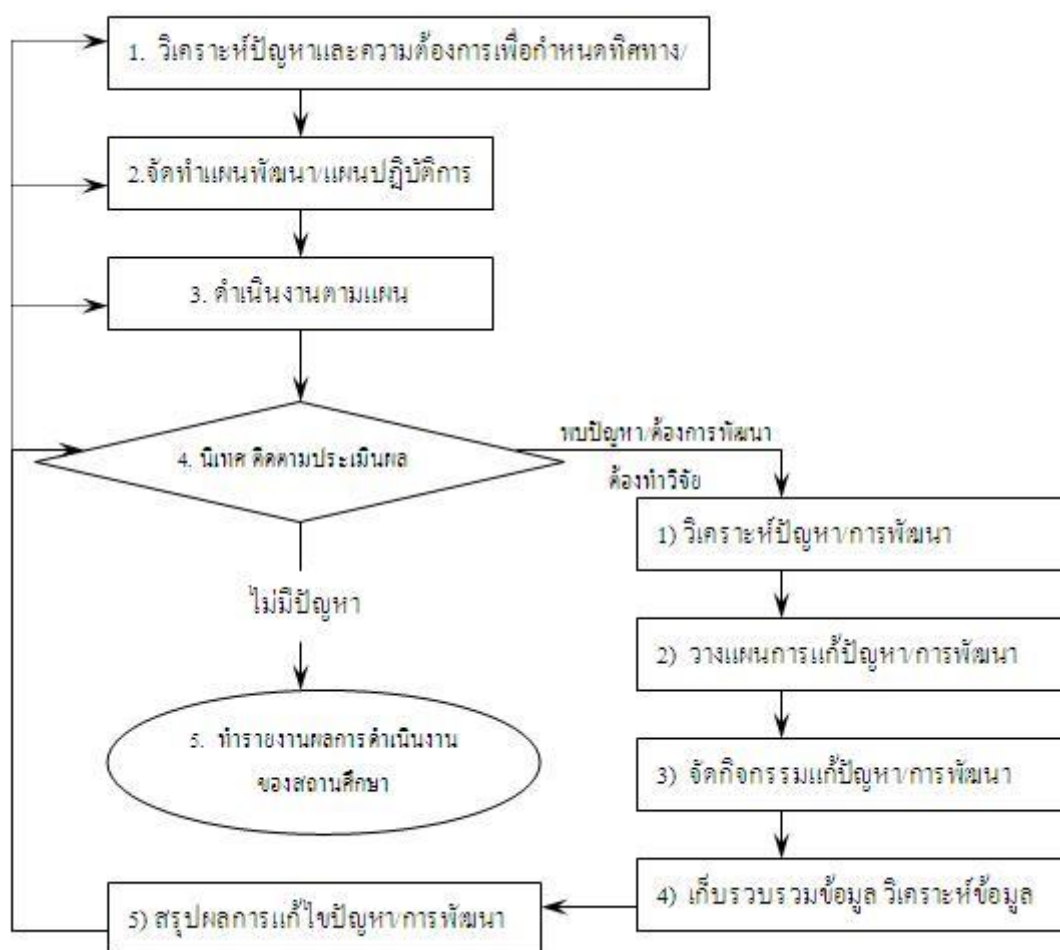 1. วิเคราะห์ปัญหาและความต้องการเพื่อกำหนดทิศทาง/
2.จัดทำแผนพัฒนา/แผนปฏิบัติการ
3. ดำเนินงานตามแผน
4. นิเทศ ติดตามประเมินผล
พบปัญหา/ต้องการพัฒนา
ต้องทำวิจัย
ไม่มีปัญหา
5. ทำรายงานผลการดำเนินงาน
ของสถานศึกษา
1) วิเคราะห์ปัญหา/การพัฒนา
2) วางแผนการแก้ปัญหา/การพัฒนา
3) จัดกิจกรรมแก้ปัญหา/การพัฒนา
4) เก็บรวบรวมข้อมูล วิเคราะห์ข้อมูล
5) สรุปผลการแก้ไขปัญหา/การพัฒนา